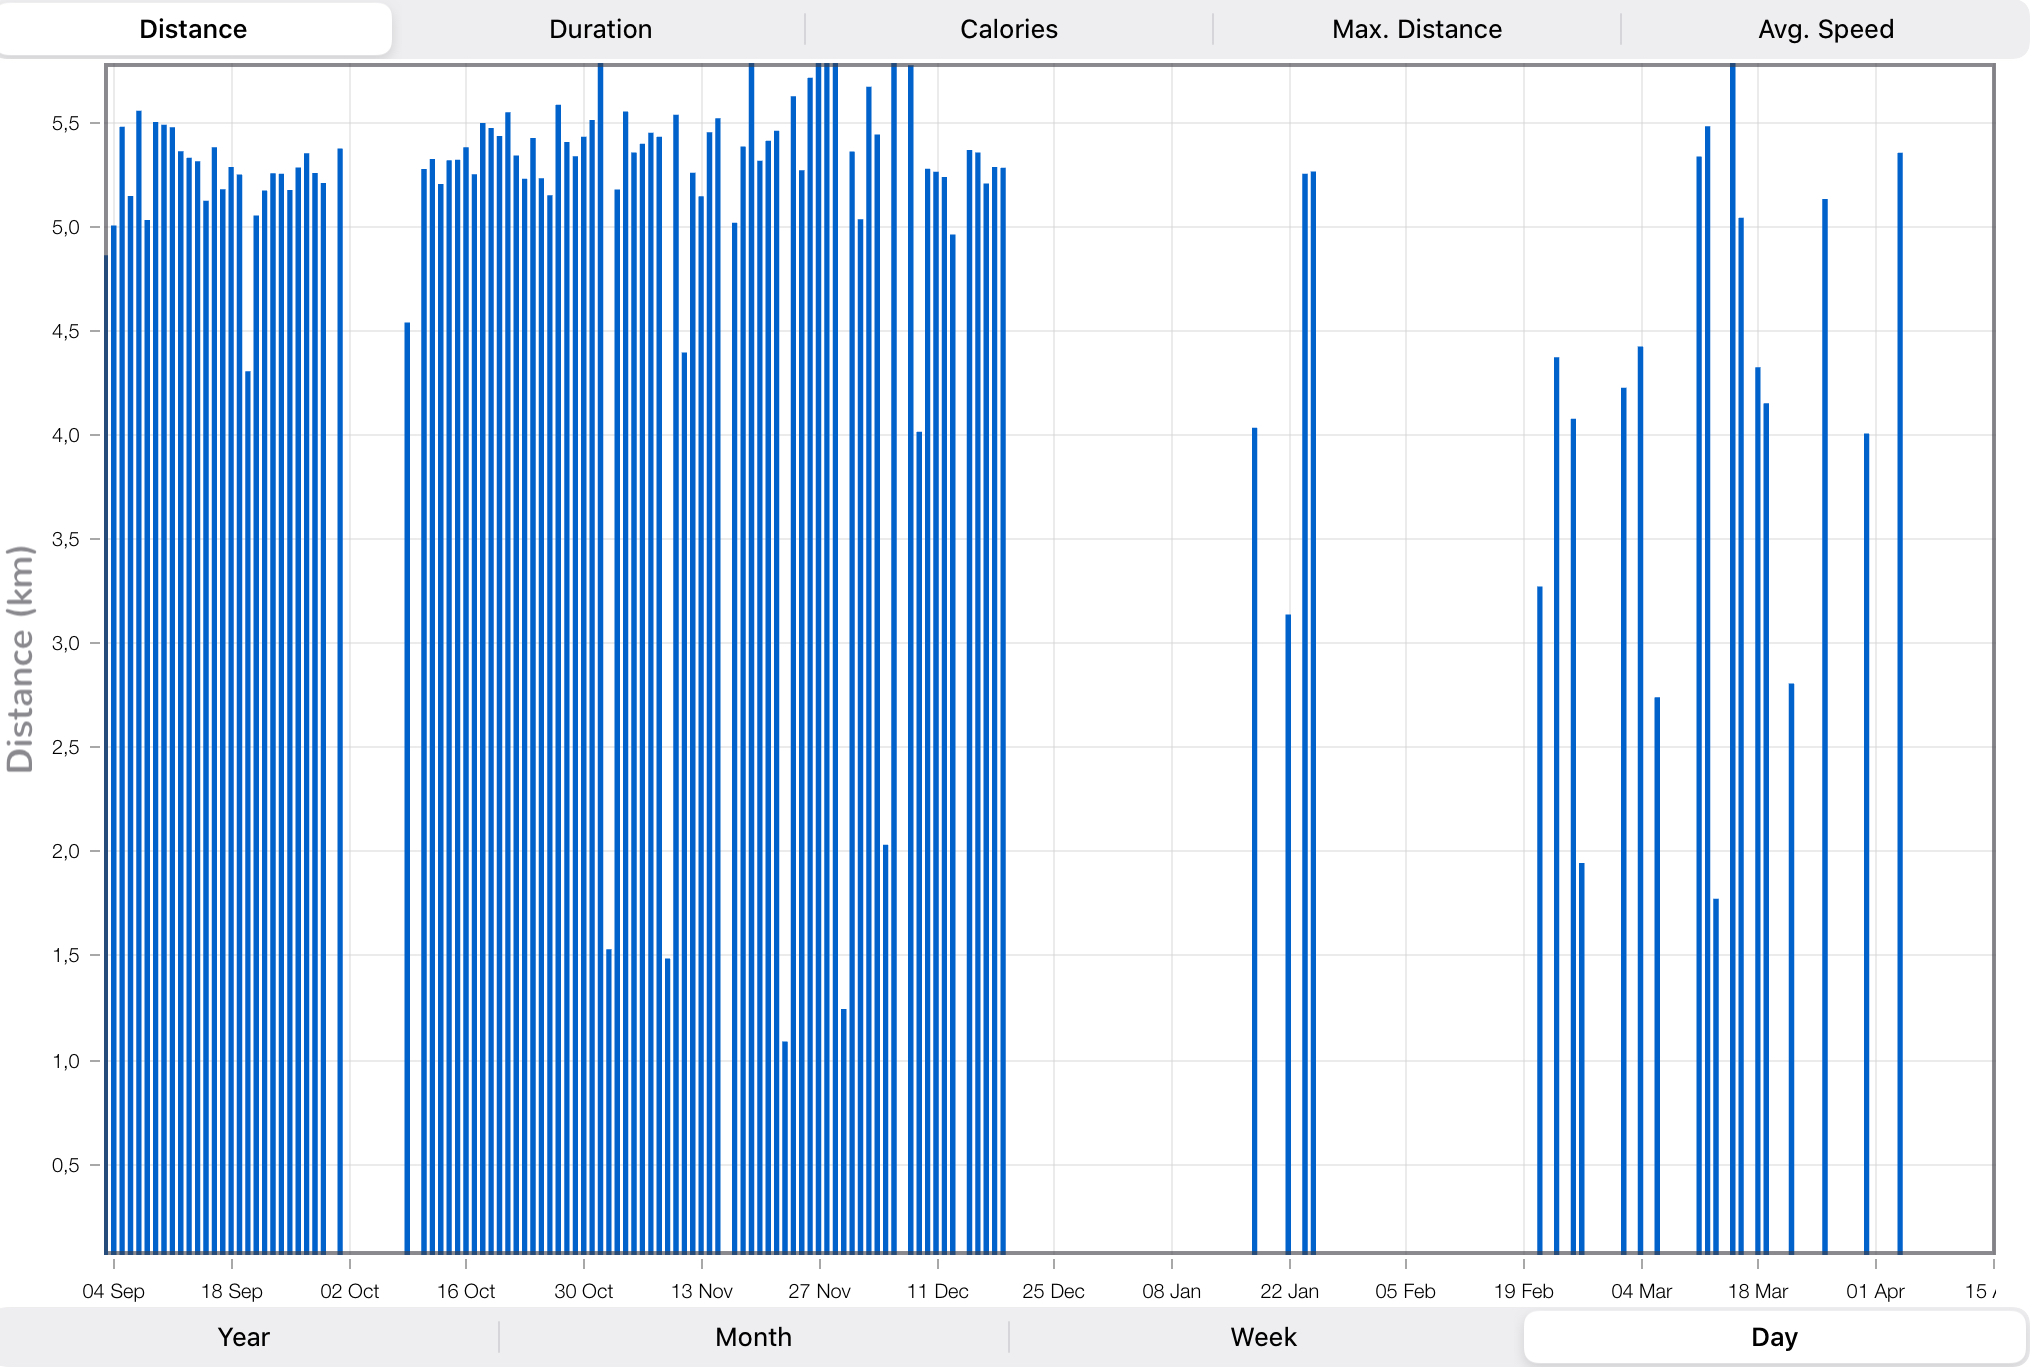 Distance
Duration
Calories
Max. Distance
Avg. Speed
Distance (km)
5,5
5,0
4,5
4,0
3,5
3,0
2,5
2,0
1,5
1,0
0,5
04 Sep
18 Sep
02 Oct
16 Oct
30 Oct
13 Nov
27 Nov
11 Dec
25 Dec
08 Jan
22 Jan
05 Feb
19 Feb
04 Mar
18 Mar
01 Apr
15
Year
Month
Week
Day